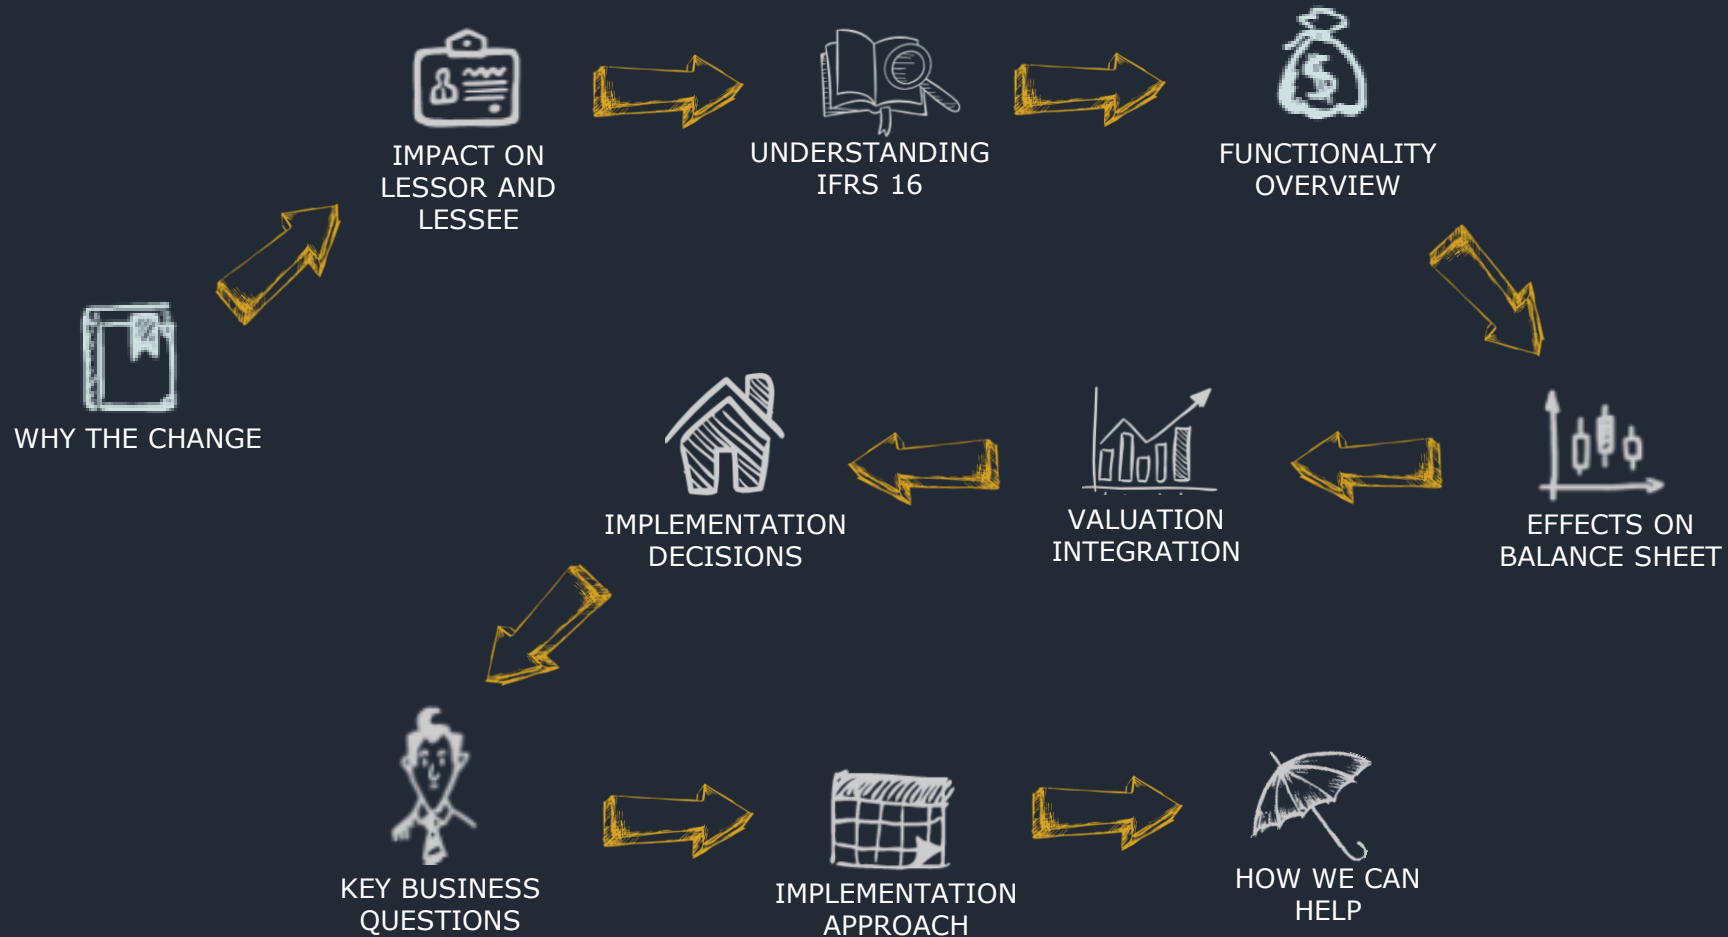 WHY THE CHANGE
IMPACT ON
LESSOR AND
LESSEE
UNDERSTANDING
IFRS 16
FUNCTIONALITY
OVERVIEW
EFFECTS ON
BALANCE SHEET
VALUATION
INTEGRATION
IMPLEMENTATION
DECISIONS
KEY BUSINESS
QUESTIONS
IMPLEMENTATION
APPROACH
HOW WE CAN
HELP